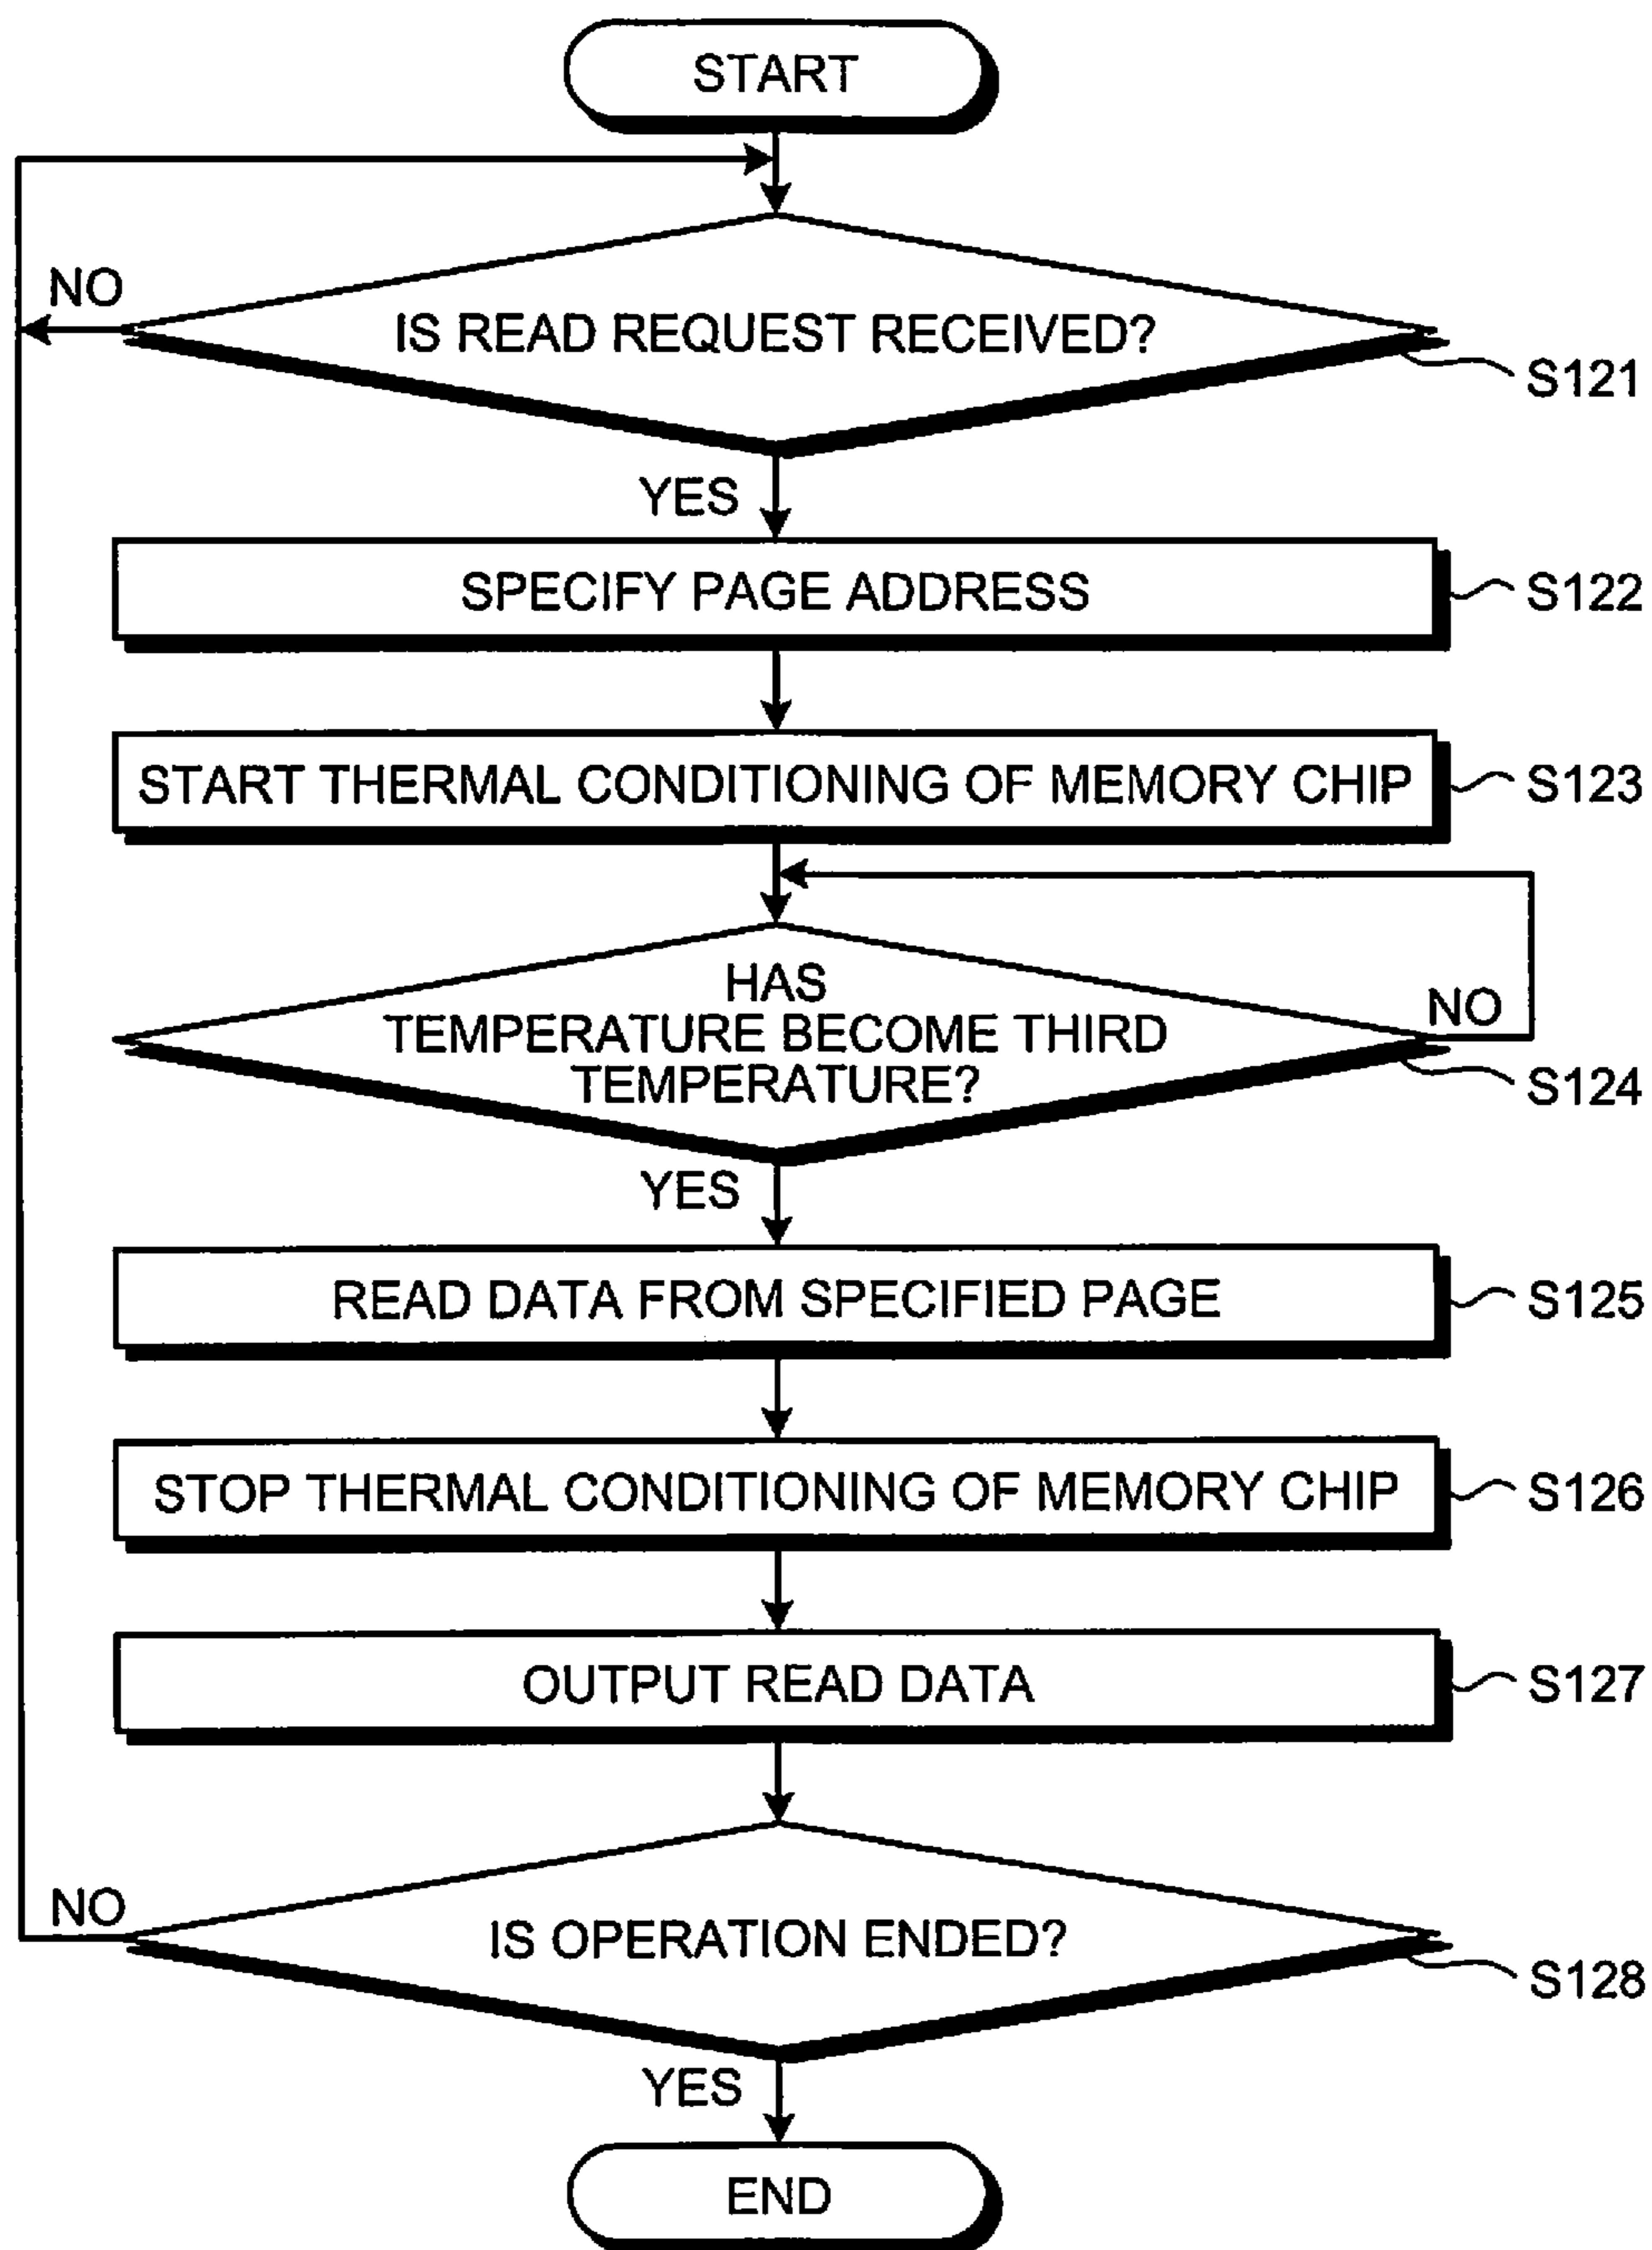 START
NO
IS READ REQUEST RECEIVED?
S121
YES
SPECIFY PAGE ADDRESS
S122
START THERMAL CONDITIONING OF MEMORY CHIP
S123
HAS
TEMPERATURE BECOME THIRD
TEMPERATURE?
NO
S124
YES
READ DATA FROM SPECIFIED PAGE
S125
STOP THERMAL CONDITIONING OF MEMORY CHIP
S126
OUTPUT READ DATA
S127
NO
IS OPERATION ENDED?
S128
YES
END